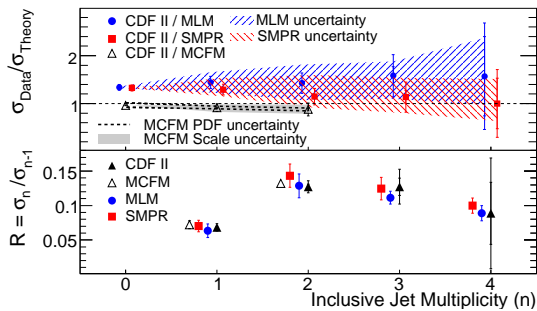 CDF II / MLM
MLM uncertainty
CDF II / SMPR
SMPR uncertainty
CDF II / MCFM
σData/σTheory
2
1
MCFM PDF uncertainty
MCFM Scale uncertainty
R = σn/σn-1
0.15
0.10
0.05
CDF II
MCFM
MLM
SMPR
0 1 2 3 4
Inclusive Jet Multiplicity (n)